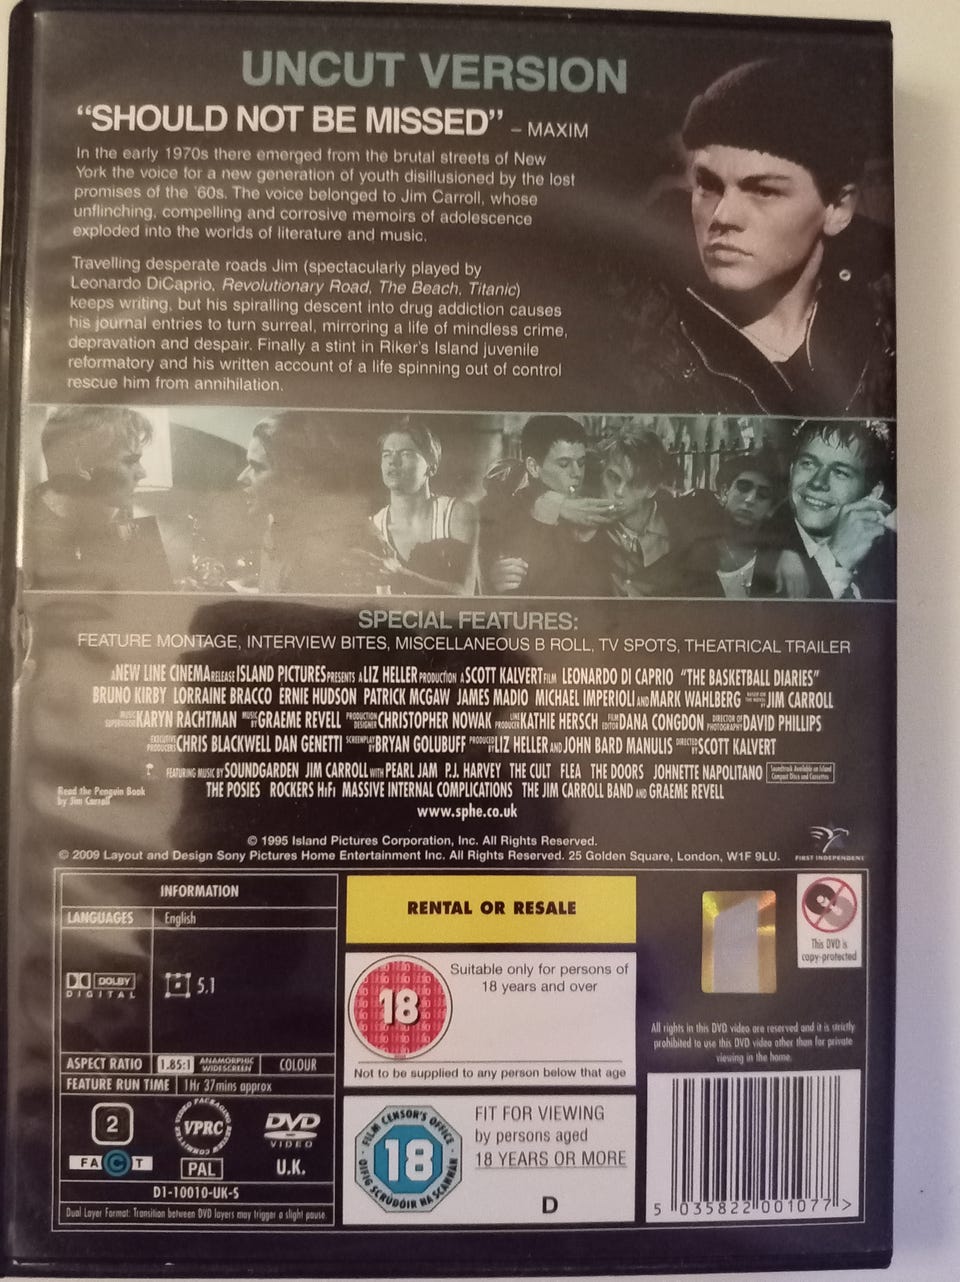 UNCUT VERSION
“SHOULD NOT BE MISSED” – MAXIM
In the early 1970s there emerged from the brutal streets of New
York the voice for a new generation of youth disillusioned by the lost
promises of the '60s. The voice belonged to Jim Carroll, whose
unflinching, compelling and corrosive memoirs of adolescence
exploded into the worlds of literature and music.
Travelling desperate roads Jim (spectacularly played by
Leonardo DiCaprio, Revolutionary Road, The Beach, Titanic)
keeps writing, but his spiralling descent into drug addiction causes
his journal entries to turn surreal, mirroring a life of mindless crime,
depravation and despair. Finally a stint in Riker's Island juvenile
reformatory and his written account of a life spinning out of control
rescue him from annihilation.
SPECIAL FEATURES:
FEATURE MONTAGE, INTERVIEW BITES, MISCELLANEOUS B ROLL, TV SPOTS, THEATRICAL TRAILER
A NEW LINE CINEMA RELEASE ISLAND PICTURES PRESENTS A LIZ HELLER PRODUCTION A SCOTT KALVERT FILM LEONARDO DI CAPRIO “THE BASKETBALL DIARIES”
BRUNO KIRBY LORRAINE BRACCO ERNIE HUDSON PATRICK MCGAW JAMES MADIO MICHAEL IMPERIOLI AND MARK WAHLBERG BASED ON THE NOVEL BY JIM CARROLL
MUSIC SUPERVISOR KARYN RACHTMAN MUSIC BY GRAEME REVELL PRODUCTION DESIGNER CHRISTOPHER NOWAK LINE PRODUCER KATHIE HERSCH FILM EDITOR DANA CONGDON DIRECTOR OF PHOTOGRAPHY DAVID PHILLIPS
EXECUTIVE PRODUCERS CHRIS BLACKWELL DAN GENETTI SCREENPLAY BY BRYAN GOLUBUFF PRODUCED BY LIZ HELLER AND JOHN BARD MANULIS DIRECTED BY SCOTT KALVERT
FEATURING MUSIC BY SOUNDGARDEN JIM CARROLL WITH PEARL JAM P.J. HARVEY THE CULT FLEA THE DOORS JOHNETTE NAPOLITANO Soundtrack Available on Island Compact Discs and Cassettes
THE POSIES ROCKERS HiFi MASSIVE INTERNAL COMPLICATIONS THE JIM CARROLL BAND AND GRAEME REVELL
Read the Penguin Book
by Jim Carroll
www.sphe.co.uk
© 1995 Island Pictures Corporation, Inc. All Rights Reserved.
© 2009 Layout and Design Sony Pictures Home Entertainment Inc. All Rights Reserved. 25 Golden Square, London, W1F 9LU.
FIRST INDEPENDENT
INFORMATION
LANGUAGES English
DOLBY
DIGITAL
5.1
ASPECT RATIO 1.85:1 ANAMORPHIC WIDESCREEN COLOUR
FEATURE RUN TIME 1Hr 37mins approx
2
VIDEO PACKAGING REVIEW COMMITTEE
VPRC
DVD
VIDEO
FACT
PAL
U.K.
D1-10010-UK-S
Dual Layer Format: Transition between DVD layers may trigger a slight pause.
RENTAL OR RESALE
18
Suitable only for persons of
18 years and over
Not to be supplied to any person below that age
FILM CENSOR'S OFFICE
18
OIFIG SCRÚDÓIR NA SCANNÁN
FIT FOR VIEWING
by persons aged
18 YEARS OR MORE
D
This DVD is
copy-protected
All rights in this DVD video are reserved and it is strictly
prohibited to use this DVD video other than for private
viewing in the home.
5 035822 001077 >